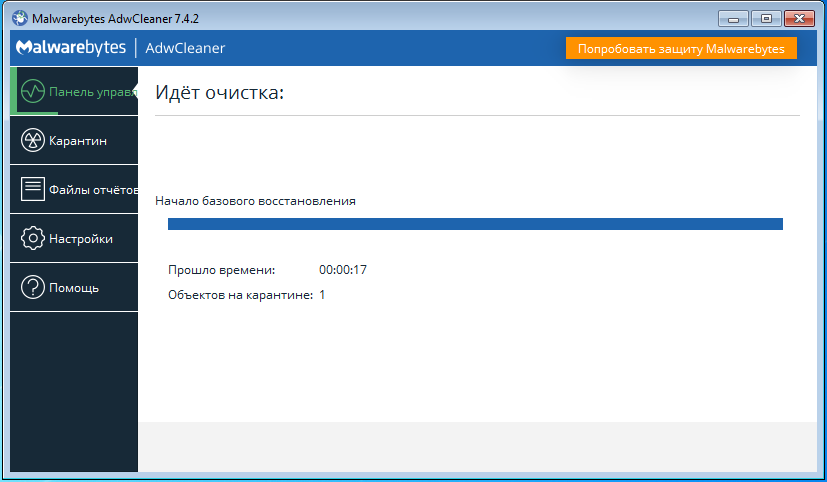 Malwarebytes AdwCleaner 7.4.2
Malwarebytes | AdwCleaner
Попробовать защиту Malwarebytes
Панель управл
Идёт очистка:
Карантин
Файлы отчётов
Начало базового восстановления
Настройки
Прошло времени: 00:00:17
Помощь
Объектов на карантине: 1